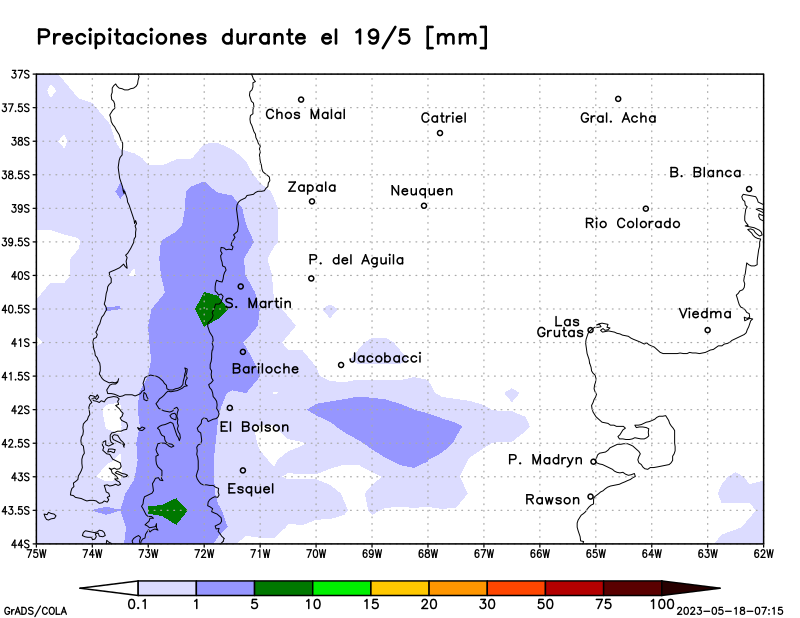 Precipitaciones durante el 19/5 [mm]
37S
37.5S
38S
38.5S
39S
39.5S
40S
40.5S
41S
41.5S
42S
42.5S
43S
43.5S
44S
Chos Malal
Catriel
Gral. Acha
B. Blanca
Zapala
Neuquen
Rio Colorado
P. del Aguila
S. Martin
Viedma
Las
Grutas
Jacobacci
Bariloche
El Bolson
P. Madryn
Esquel
Rawson
75W 74W 73W 72W 71W 70W 69W 68W 67W 66W 65W 64W 63W 62W
0.1 1 5 10 15 20 30 50 75 100
GrADS/COLA
2023-05-18-07:15